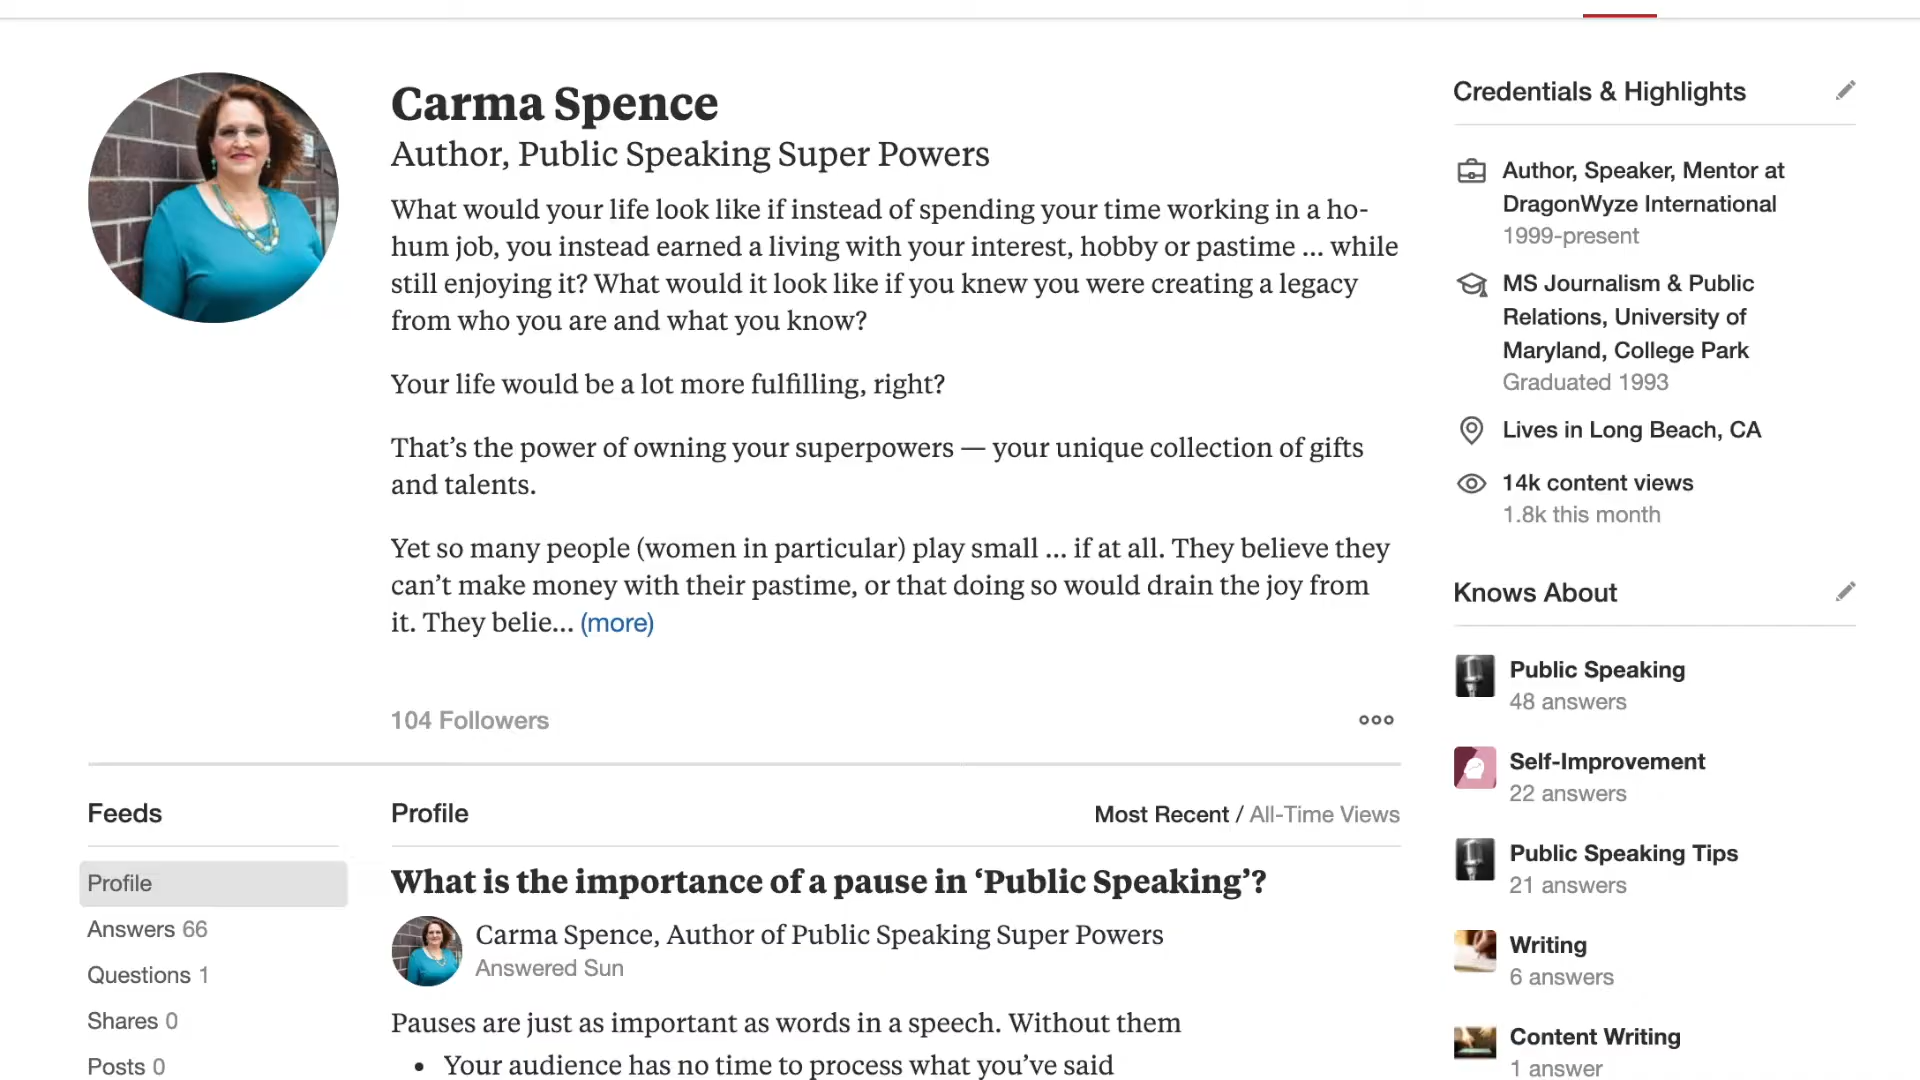 Carma Spence
Author, Public Speaking Super Powers
What would your life look like if instead of spending your time working in a ho-
hum job, you instead earned a living with your interest, hobby or pastime ... while
still enjoying it? What would it look like if you knew you were creating a legacy
from who you are and what you know?
Your life would be a lot more fulfilling, right?
That’s the power of owning your superpowers — your unique collection of gifts
and talents.
Yet so many people (women in particular) play small ... if at all. They believe they
can’t make money with their pastime, or that doing so would drain the joy from
it. They belie... (more)
104 Followers
Feeds
Profile
Answers 66
Questions 1
Shares 0
Posts 0
Profile
Most Recent / All-Time Views
What is the importance of a pause in ‘Public Speaking’?
Carma Spence, Author of Public Speaking Super Powers
Answered Sun
Pauses are just as important as words in a speech. Without them
• Your audience has no time to process what you’ve said
Credentials & Highlights
Author, Speaker, Mentor at
DragonWyze International
1999-present
MS Journalism & Public
Relations, University of
Maryland, College Park
Graduated 1993
Lives in Long Beach, CA
14k content views
1.8k this month
Knows About
Public Speaking
48 answers
Self-Improvement
22 answers
Public Speaking Tips
21 answers
Writing
6 answers
Content Writing
1 answer